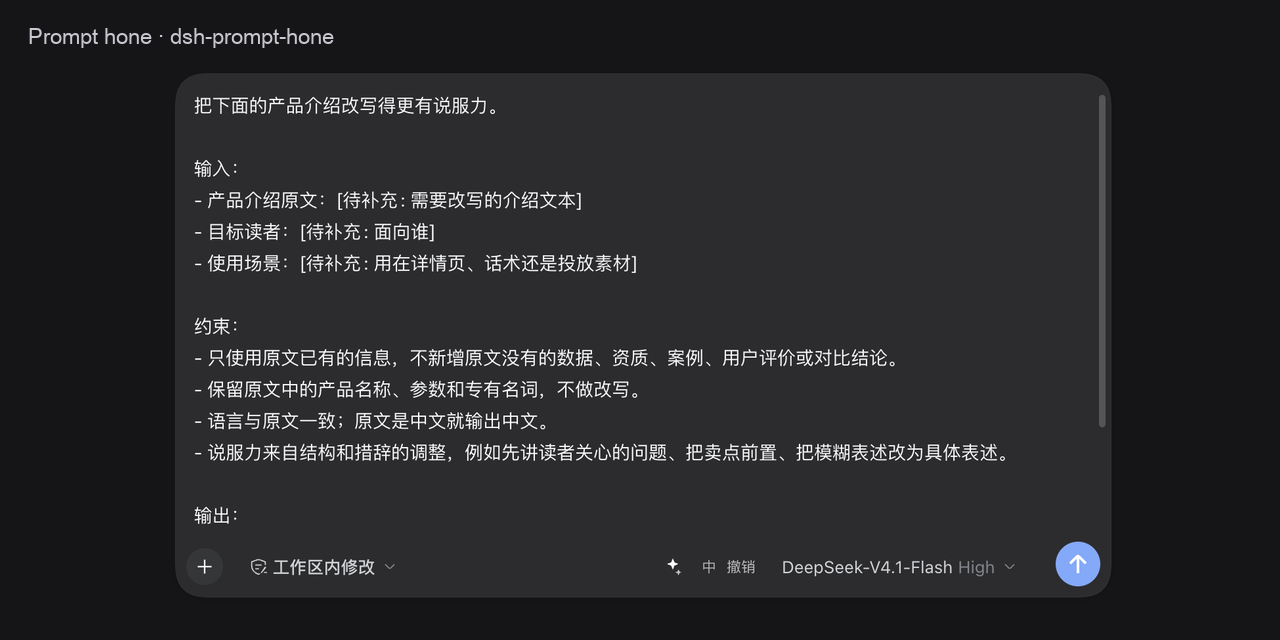 Prompt hone · dsh-prompt-hone
把下面的产品介绍改写得更有说服力。
输入：
- 产品介绍原文：[待补充：需要改写的介绍文本]
- 目标读者：[待补充：面向谁]
- 使用场景：[待补充：用在详情页、话术还是投放素材]
约束：
- 只使用原文已有的信息，不新增原文没有的数据、资质、案例、用户评价或对比结论。
- 保留原文中的产品名称、参数和专有名词，不做改写。
- 语言与原文一致；原文是中文就输出中文。
- 说服力来自结构和措辞的调整，例如先讲读者关心的问题、把卖点前置、把模糊表述改为具体表述。
输出：
工作区内修改 中 撤销 DeepSeek-V4.1-Flash High